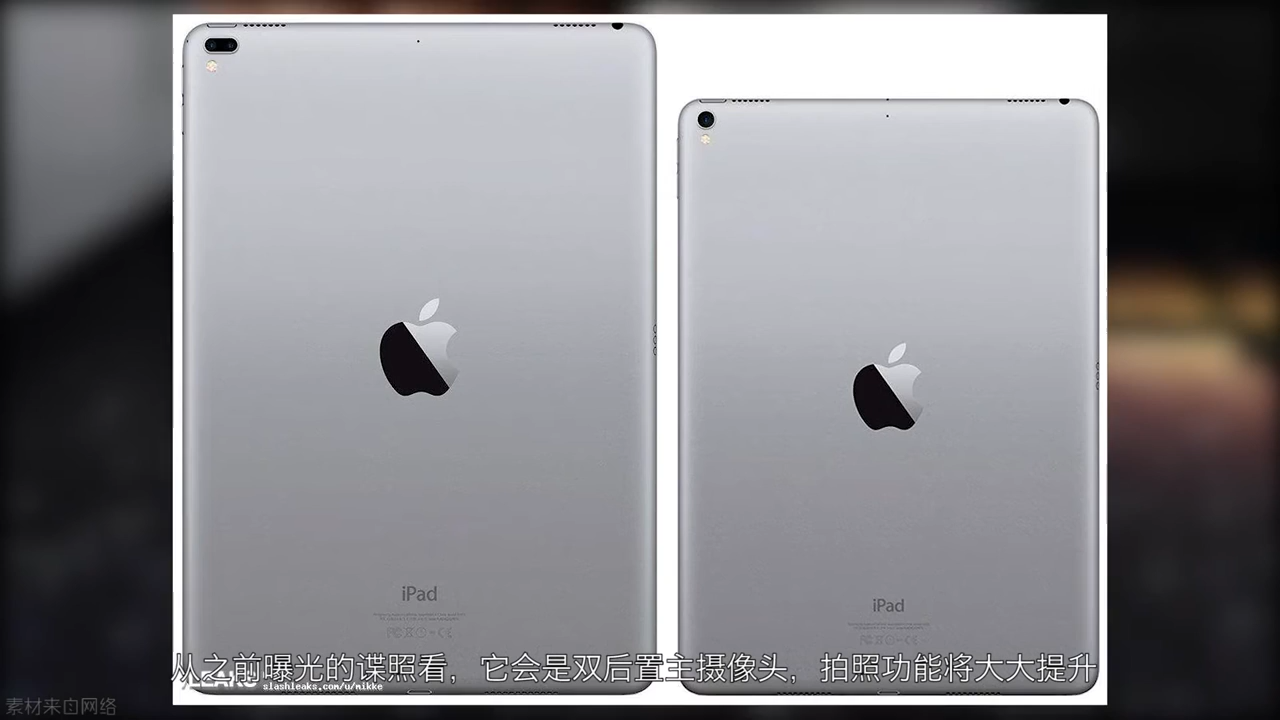 iPad
iPad
从之前曝光的谍照看，它会是双后置主摄像头，拍照功能将大大提升
slashleaks.com/u/mikke
素材来自网络